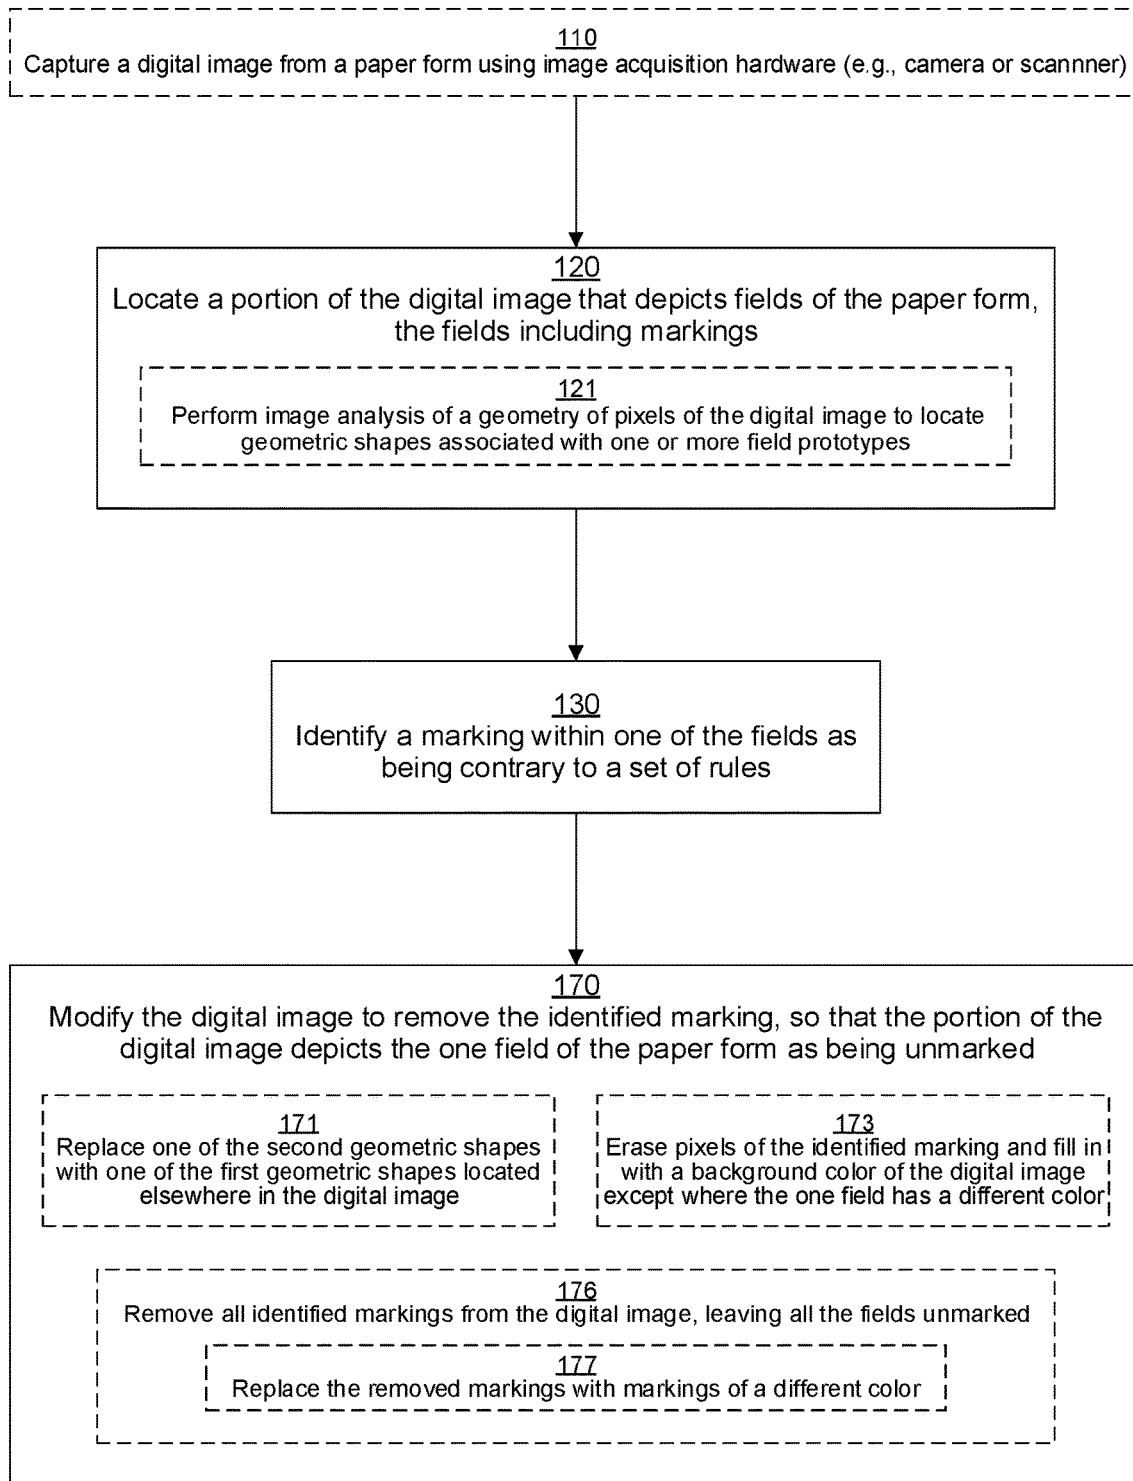 110
Capture a digital image from a paper form using image acquisition hardware (e.g., camera or scannner)
120
Locate a portion of the digital image that depicts fields of the paper form,
the fields including markings
121
Perform image analysis of a geometry of pixels of the digital image to locate
geometric shapes associated with one or more field prototypes
130
Identify a marking within one of the fields as
being contrary to a set of rules
170
Modify the digital image to remove the identified marking, so that the portion of the
digital image depicts the one field of the paper form as being unmarked
171
Replace one of the second geometric shapes
with one of the first geometric shapes located
elsewhere in the digital image
173
Erase pixels of the identified marking and fill in
with a background color of the digital image
except where the one field has a different color
176
Remove all identified markings from the digital image, leaving all the fields unmarked
177
Replace the removed markings with markings of a different color